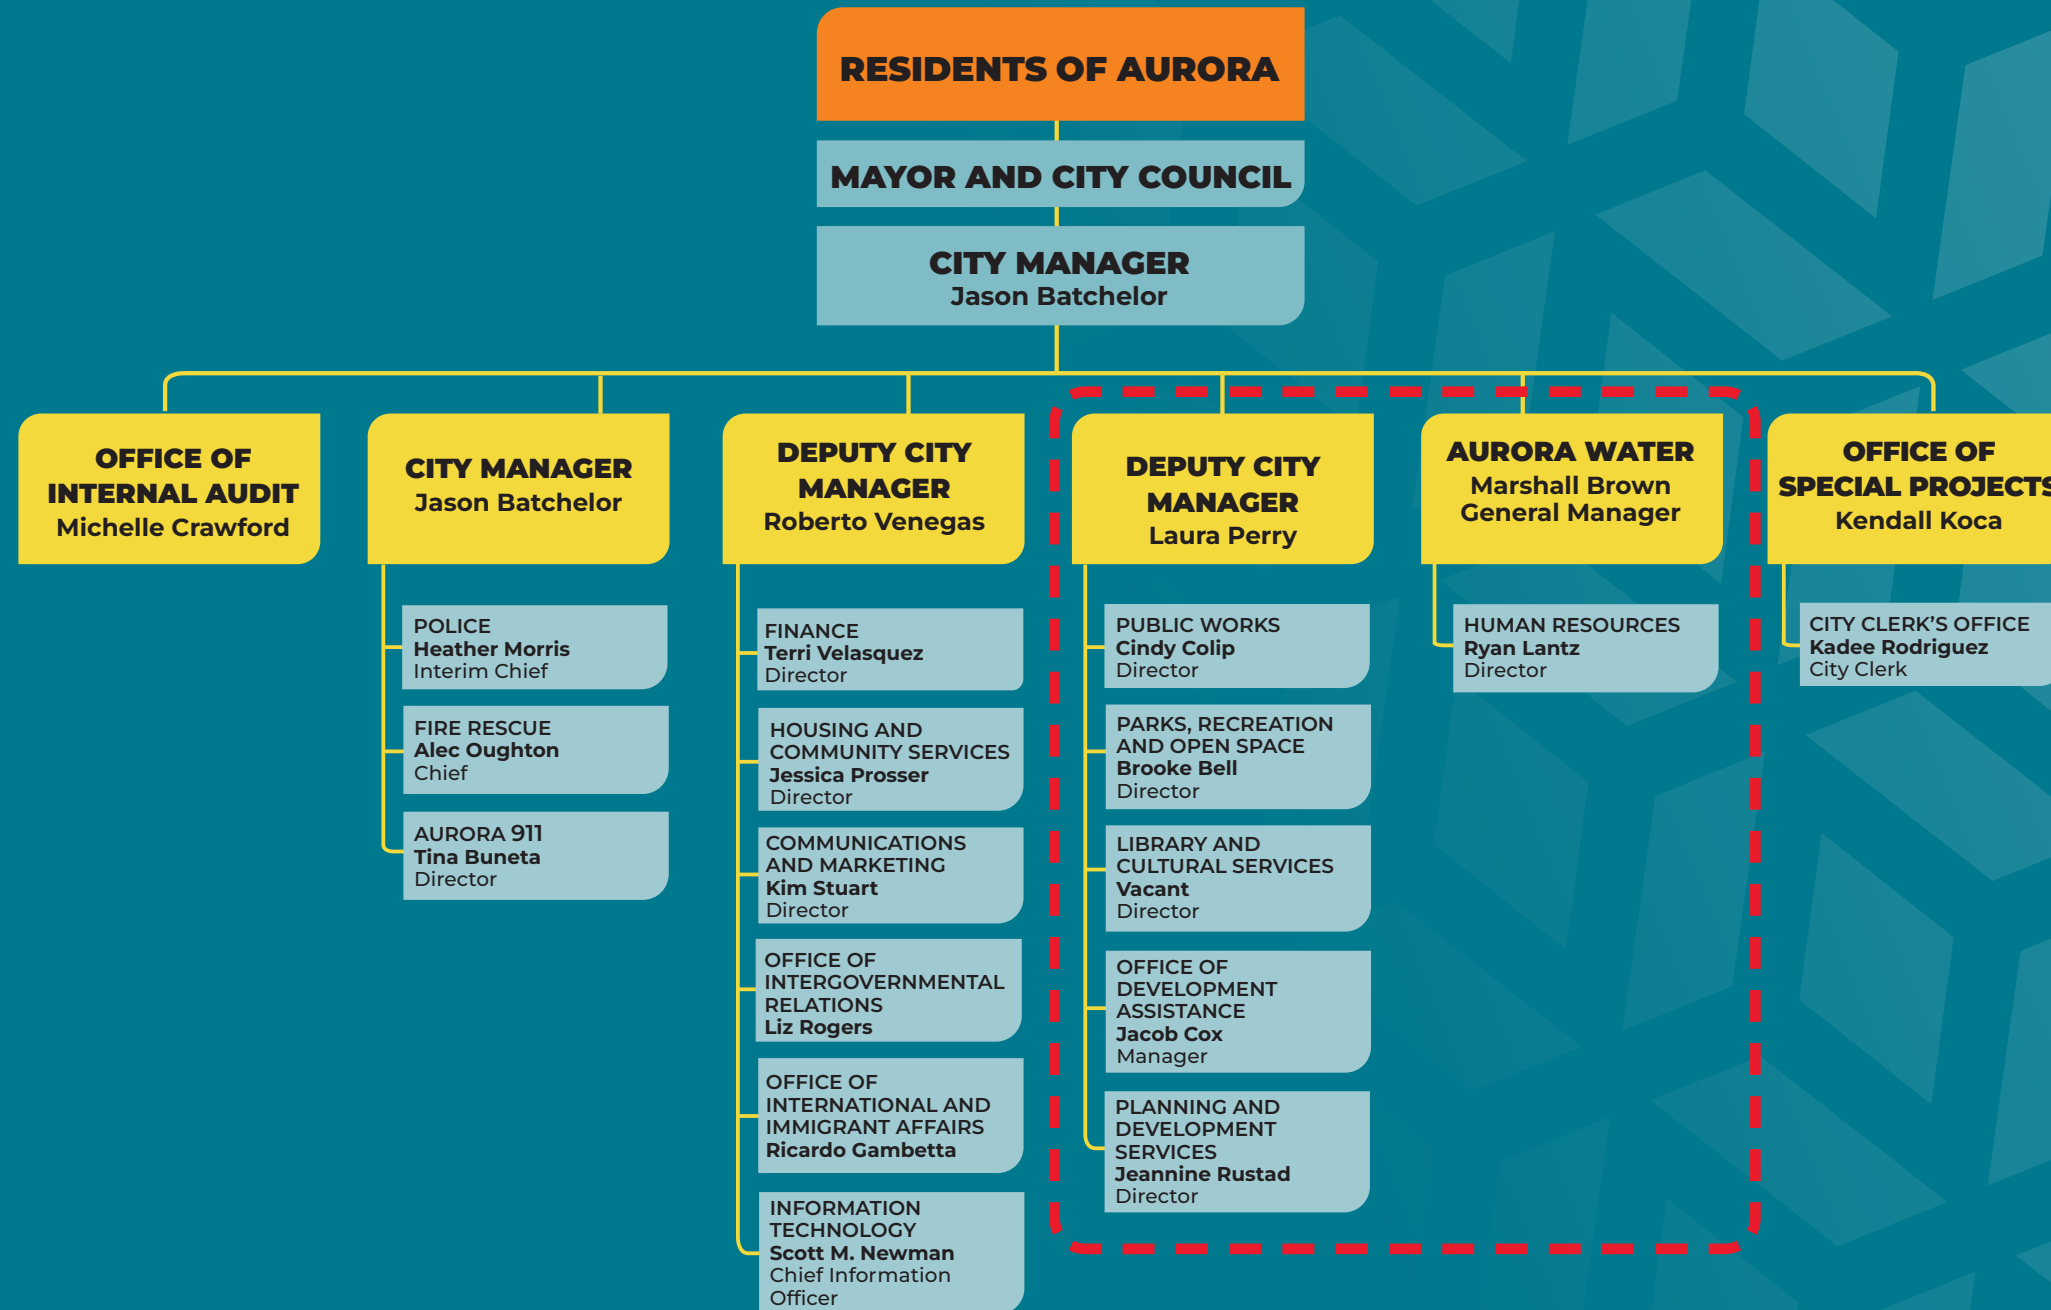 RESIDENTS OF AURORA
MAYOR AND CITY COUNCIL
CITY MANAGER
Jason Batchelor
OFFICE OF
INTERNAL AUDIT
Michelle Crawford
CITY MANAGER
Jason Batchelor
POLICE
Heather Morris
Interim Chief
FIRE RESCUE
Alec Oughton
Chief
AURORA 911
Tina Buneta
Director
DEPUTY CITY
MANAGER
Roberto Venegas
FINANCE
Terri Velasquez
Director
HOUSING AND
COMMUNITY SERVICES
Jessica Prosser
Director
COMMUNICATIONS
AND MARKETING
Kim Stuart
Director
OFFICE OF
INTERGOVERNMENTAL
RELATIONS
Liz Rogers
OFFICE OF
INTERNATIONAL AND
IMMIGRANT AFFAIRS
Ricardo Gambetta
INFORMATION
TECHNOLOGY
Scott M. Newman
Chief Information
Officer
DEPUTY CITY
MANAGER
Laura Perry
PUBLIC WORKS
Cindy Colip
Director
PARKS, RECREATION
AND OPEN SPACE
Brooke Bell
Director
LIBRARY AND
CULTURAL SERVICES
Vacant
Director
OFFICE OF
DEVELOPMENT
ASSISTANCE
Jacob Cox
Manager
PLANNING AND
DEVELOPMENT
SERVICES
Jeannine Rustad
Director
AURORA WATER
Marshall Brown
General Manager
HUMAN RESOURCES
Ryan Lantz
Director
OFFICE OF
SPECIAL PROJECTS
Kendall Koca
CITY CLERK'S OFFICE
Kadee Rodriguez
City Clerk